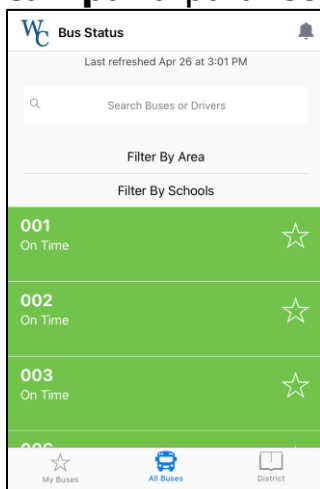 WC Bus Status
Last refreshed Apr 26 at 3:01 PM
Search Buses or Drivers
Filter By Area
Filter By Schools
001
On Time
002
On Time
003
On Time
My Buses
All Buses
District